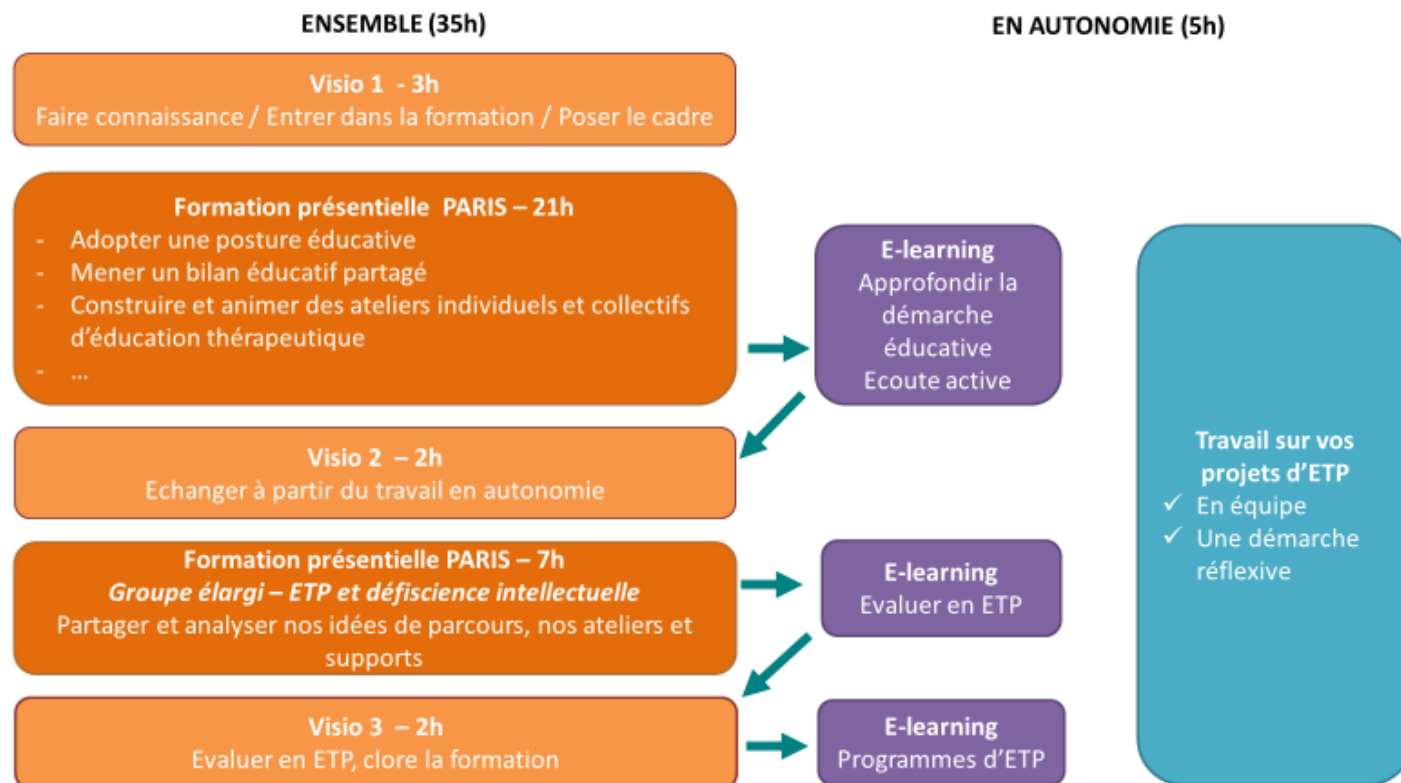 ENSEMBLE (35h)
EN AUTONOMIE (5h)
Visio 1 - 3h
Faire connaissance / Entrer dans la formation / Poser le cadre
Formation présentielle PARIS – 21h
- Adopter une posture éducative
- Mener un bilan éducatif partagé
- Construire et animer des ateliers individuels et collectifs
d'éducation thérapeutique
- ...
E-learning
Approfondir la
démarche
éducative
Ecoute active
Visio 2 – 2h
Echanger à partir du travail en autonomie
Formation présentielle PARIS – 7h
Groupe élargi – ETP et défiscience intellectuelle
Partager et analyser nos idées de parcours, nos ateliers et
supports
E-learning
Evaluer en ETP
Visio 3 – 2h
Evaluer en ETP, clore la formation
E-learning
Programmes d'ETP
Travail sur vos
projets d'ETP
✓ En équipe
✓ Une démarche
réflexive